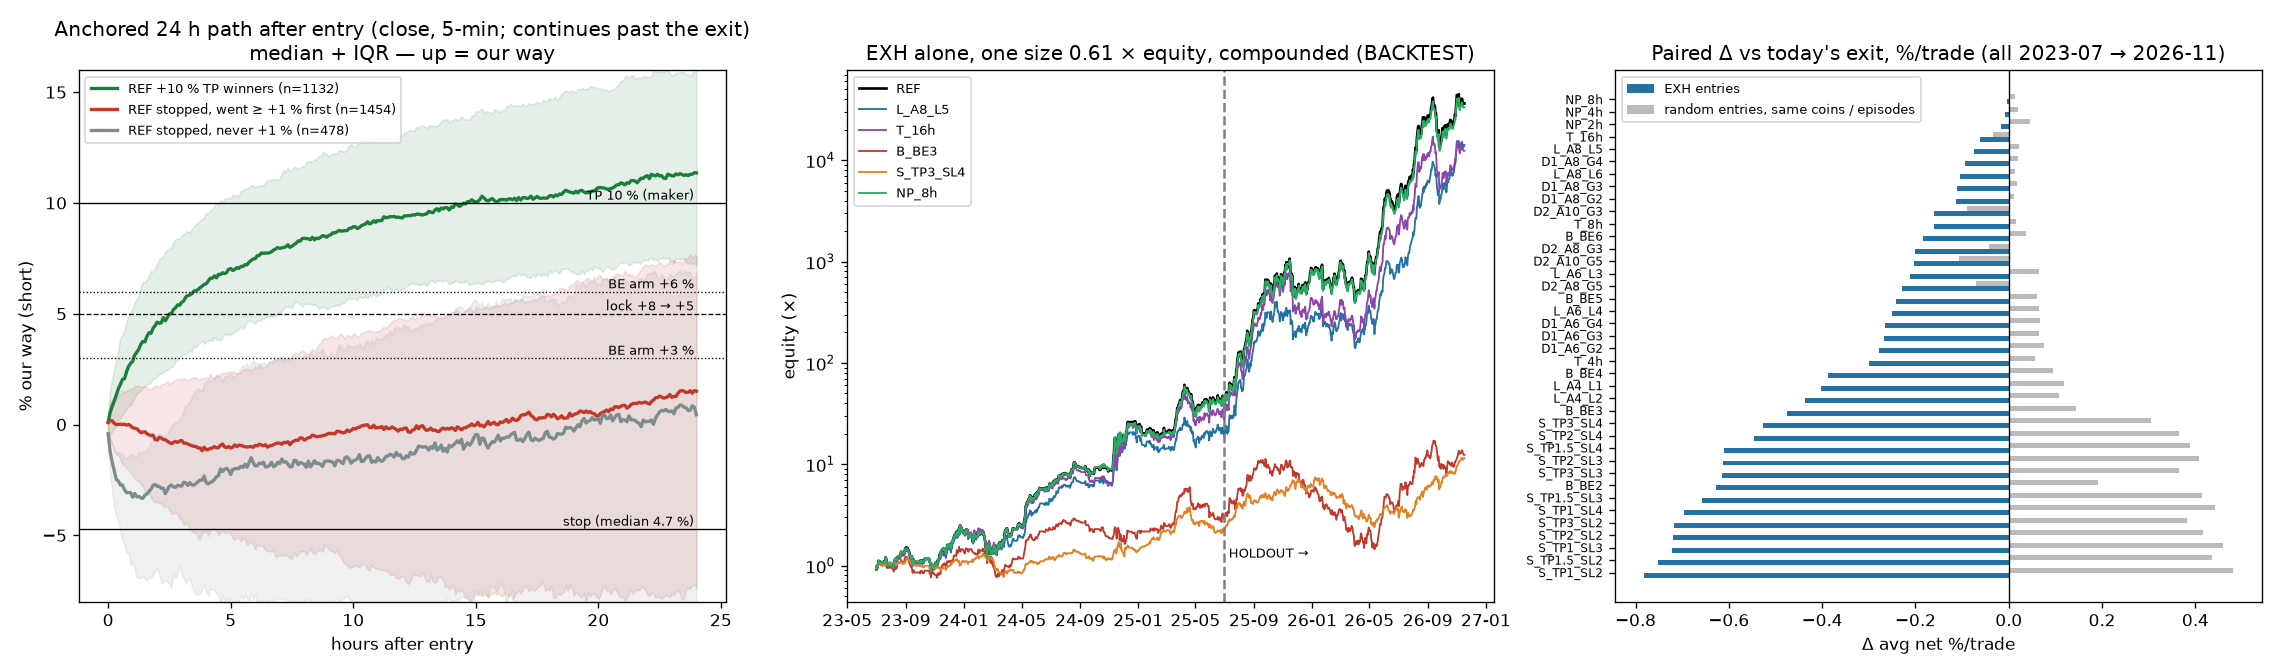 Anchored 24 h path after entry (close, 5-min; continues past the exit)
median + IQR — up = our way
REF +10 % TP winners (n=1132)
REF stopped, went ≥ +1 % first (n=1454)
REF stopped, never +1 % (n=478)
TP 10 % (maker)
BE arm +6 %
lock +8 → +5
BE arm +3 %
stop (median 4.7 %)
% our way (short)
15
10
5
0
−5
0 5 10 15 20 25
hours after entry
EXH alone, one size 0.61 × equity, compounded (BACKTEST)
REF
L_A8_L5
T_16h
B_BE3
S_TP3_SL4
NP_8h
HOLDOUT →
equity (×)
10⁴
10³
10²
10¹
10⁰
23-05 23-09 24-01 24-05 24-09 25-01 25-05 25-09 26-01 26-05 26-09 27-01
Paired Δ vs today's exit, %/trade (all 2023-07 → 2026-11)
EXH entries
random entries, same coins / episodes
NP_8h
NP_4h
NP_2h
T_16h
L_A8_L5
D1_A8_G4
L_A8_L6
D1_A8_G3
D1_A8_G2
D2_A10_G3
T_8h
B_BE6
D2_A8_G3
D2_A10_G5
L_A6_L3
D2_A8_G5
B_BE5
L_A6_L4
D1_A6_G4
D1_A6_G3
D1_A6_G2
T_4h
B_BE4
L_A4_L1
L_A4_L2
B_BE3
S_TP3_SL4
S_TP2_SL4
S_TP1.5_SL4
S_TP2_SL3
S_TP3_SL3
B_BE2
S_TP1.5_SL3
S_TP1_SL4
S_TP3_SL2
S_TP2_SL2
S_TP1_SL3
S_TP1.5_SL2
S_TP1_SL2
−0.8 −0.6 −0.4 −0.2 0.0 0.2 0.4
Δ avg net %/trade